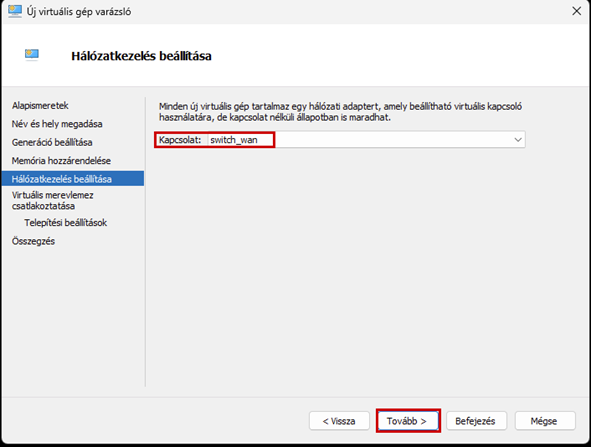 Új virtuális gép varázsló
Hálózatkezelés beállítása
Alapismeretek
Név és hely megadása
Generáció beállítása
Memória hozzárendelése
Hálózatkezelés beállítása
Virtuális merevlemez
csatlakoztatása
Telepítési beállítások
Összegzés
Minden új virtuális gép tartalmaz egy hálózati adaptert, amely beállítható virtuális kapcsoló
használatára, de kapcsolat nélküli állapotban is maradhat.
Kapcsolat: switch_wan
< Vissza Tovább > Befejezés Mégse